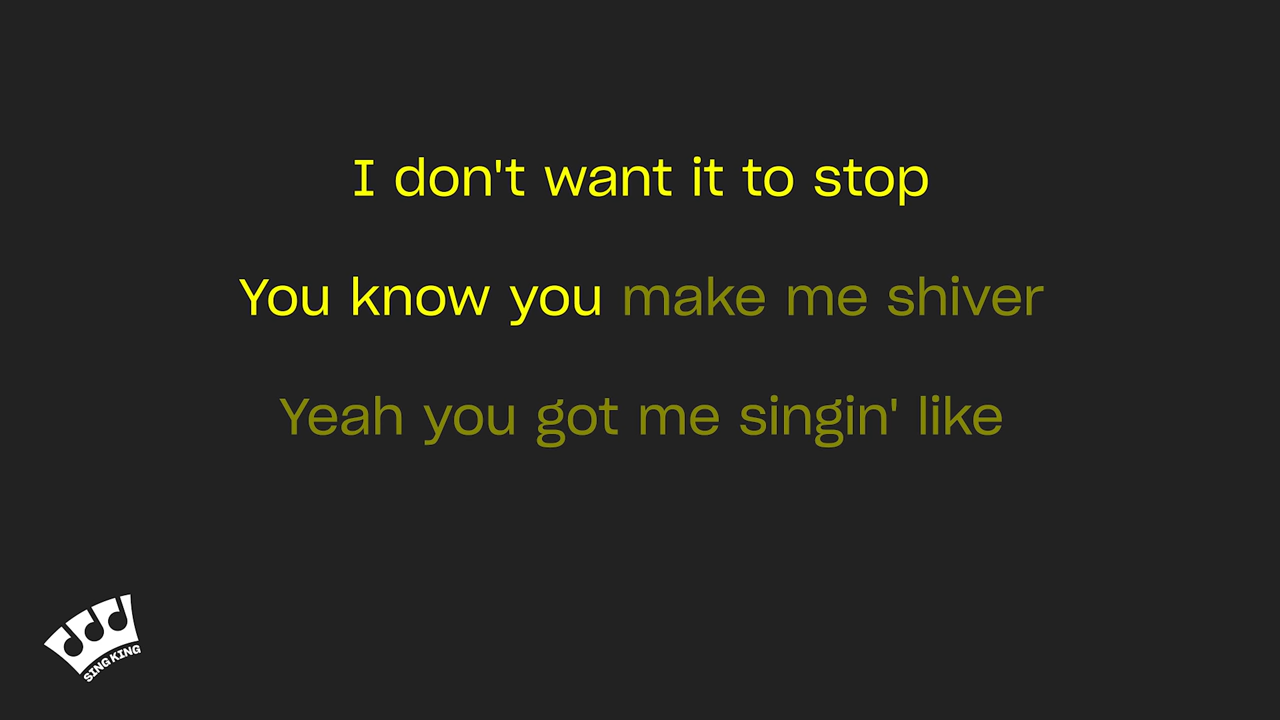 I don't want it to stop
You know you make me shiver
Yeah you got me singin' like
SING KING